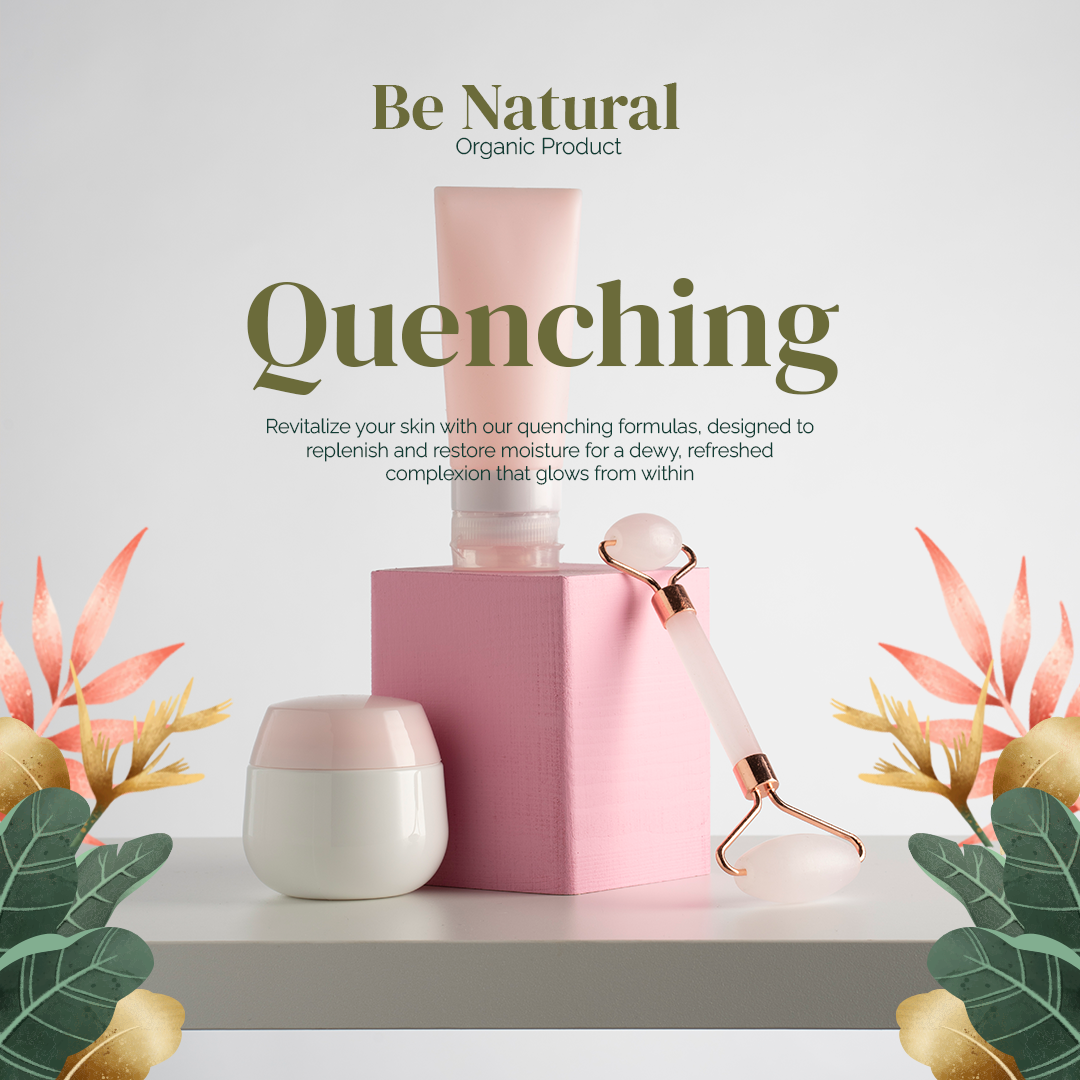 Be Natural
Organic Product
Quenching
Revitalize your skin with our quenching formulas, designed to
replenish and restore moisture for a dewy, refreshed
complexion that glows from within